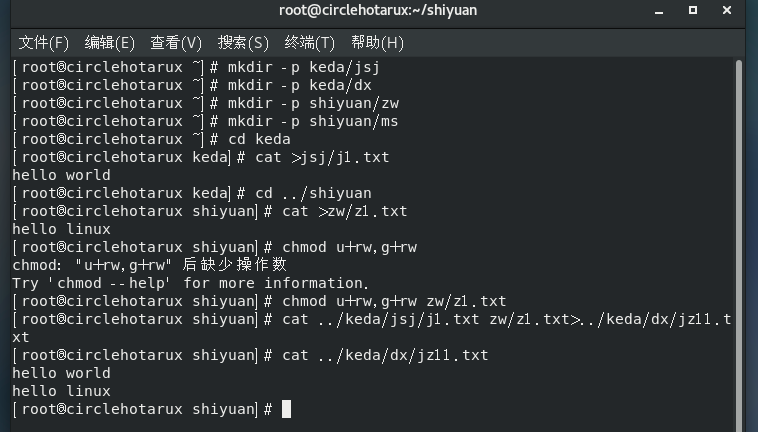 root@circlehotarux:~/shiyuan
文件(F) 编辑(E) 查看(V) 搜索(S) 终端(T) 帮助(H)
[root@circlehotarux ~]# mkdir -p keda/jsj
[root@circlehotarux ~]# mkdir -p keda/dx
[root@circlehotarux ~]# mkdir -p shiyuan/zw
[root@circlehotarux ~]# mkdir -p shiyuan/ms
[root@circlehotarux ~]# cd keda
[root@circlehotarux keda]# cat >jsj/j1.txt
hello world
[root@circlehotarux keda]# cd ../shiyuan
[root@circlehotarux shiyuan]# cat >zw/z1.txt
hello linux
[root@circlehotarux shiyuan]# chmod u+rw,g+rw
chmod: "u+rw,g+rw" 后缺少操作数
Try 'chmod --help' for more information.
[root@circlehotarux shiyuan]# chmod u+rw,g+rw zw/z1.txt
[root@circlehotarux shiyuan]# cat ../keda/jsj/j1.txt zw/z1.txt>../keda/dx/jz11.t
xt
[root@circlehotarux shiyuan]# cat ../keda/dx/jz11.txt
hello world
hello linux
[root@circlehotarux shiyuan]#